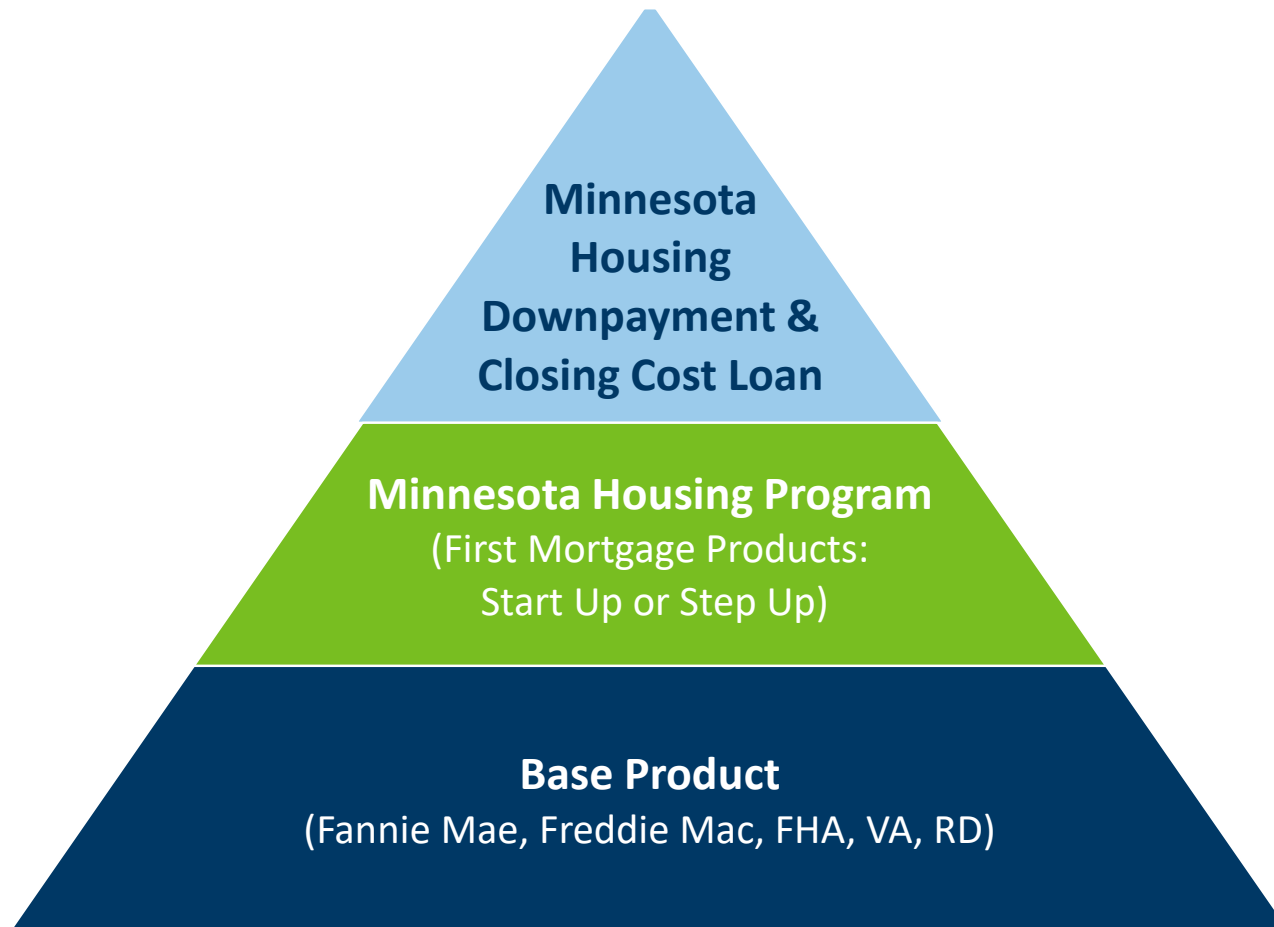 Minnesota
Housing
Downpayment &
Closing Cost Loan
Minnesota Housing Program
(First Mortgage Products:
Start Up or Step Up)
Base Product
(Fannie Mae, Freddie Mac, FHA, VA, RD)